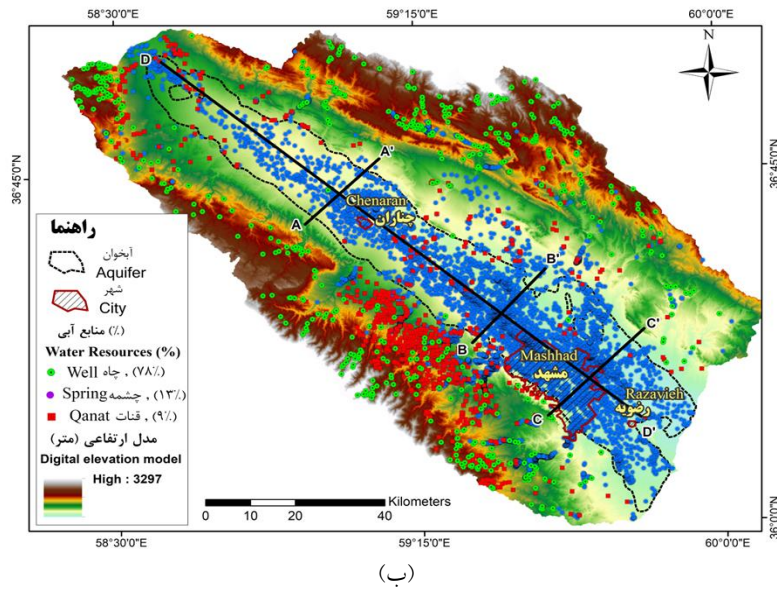 58°30'0"E 59°15'0"E 60°0'0"E
N
D
36°45'0"N 36°45'0"N
A'
Chenaran
چناران
A
B'
C'
B
Mashhad
مشهد
Razavieh
رضویه
C
D'
36°0'0"N
راهنما
آبخوان
Aquifer
شهر
City
منابع آبی (٪)
Water Resources (%)
Well چاه , (۷۸٪)
Spring چشمه , (۱۳٪)
Qanat قنات , (۹٪)
مدل ارتفاعی (متر)
Digital elevation model
High : 3297
Kilometers
0 10 20 40
58°30'0"E 59°15'0"E 60°0'0"E
(ب)